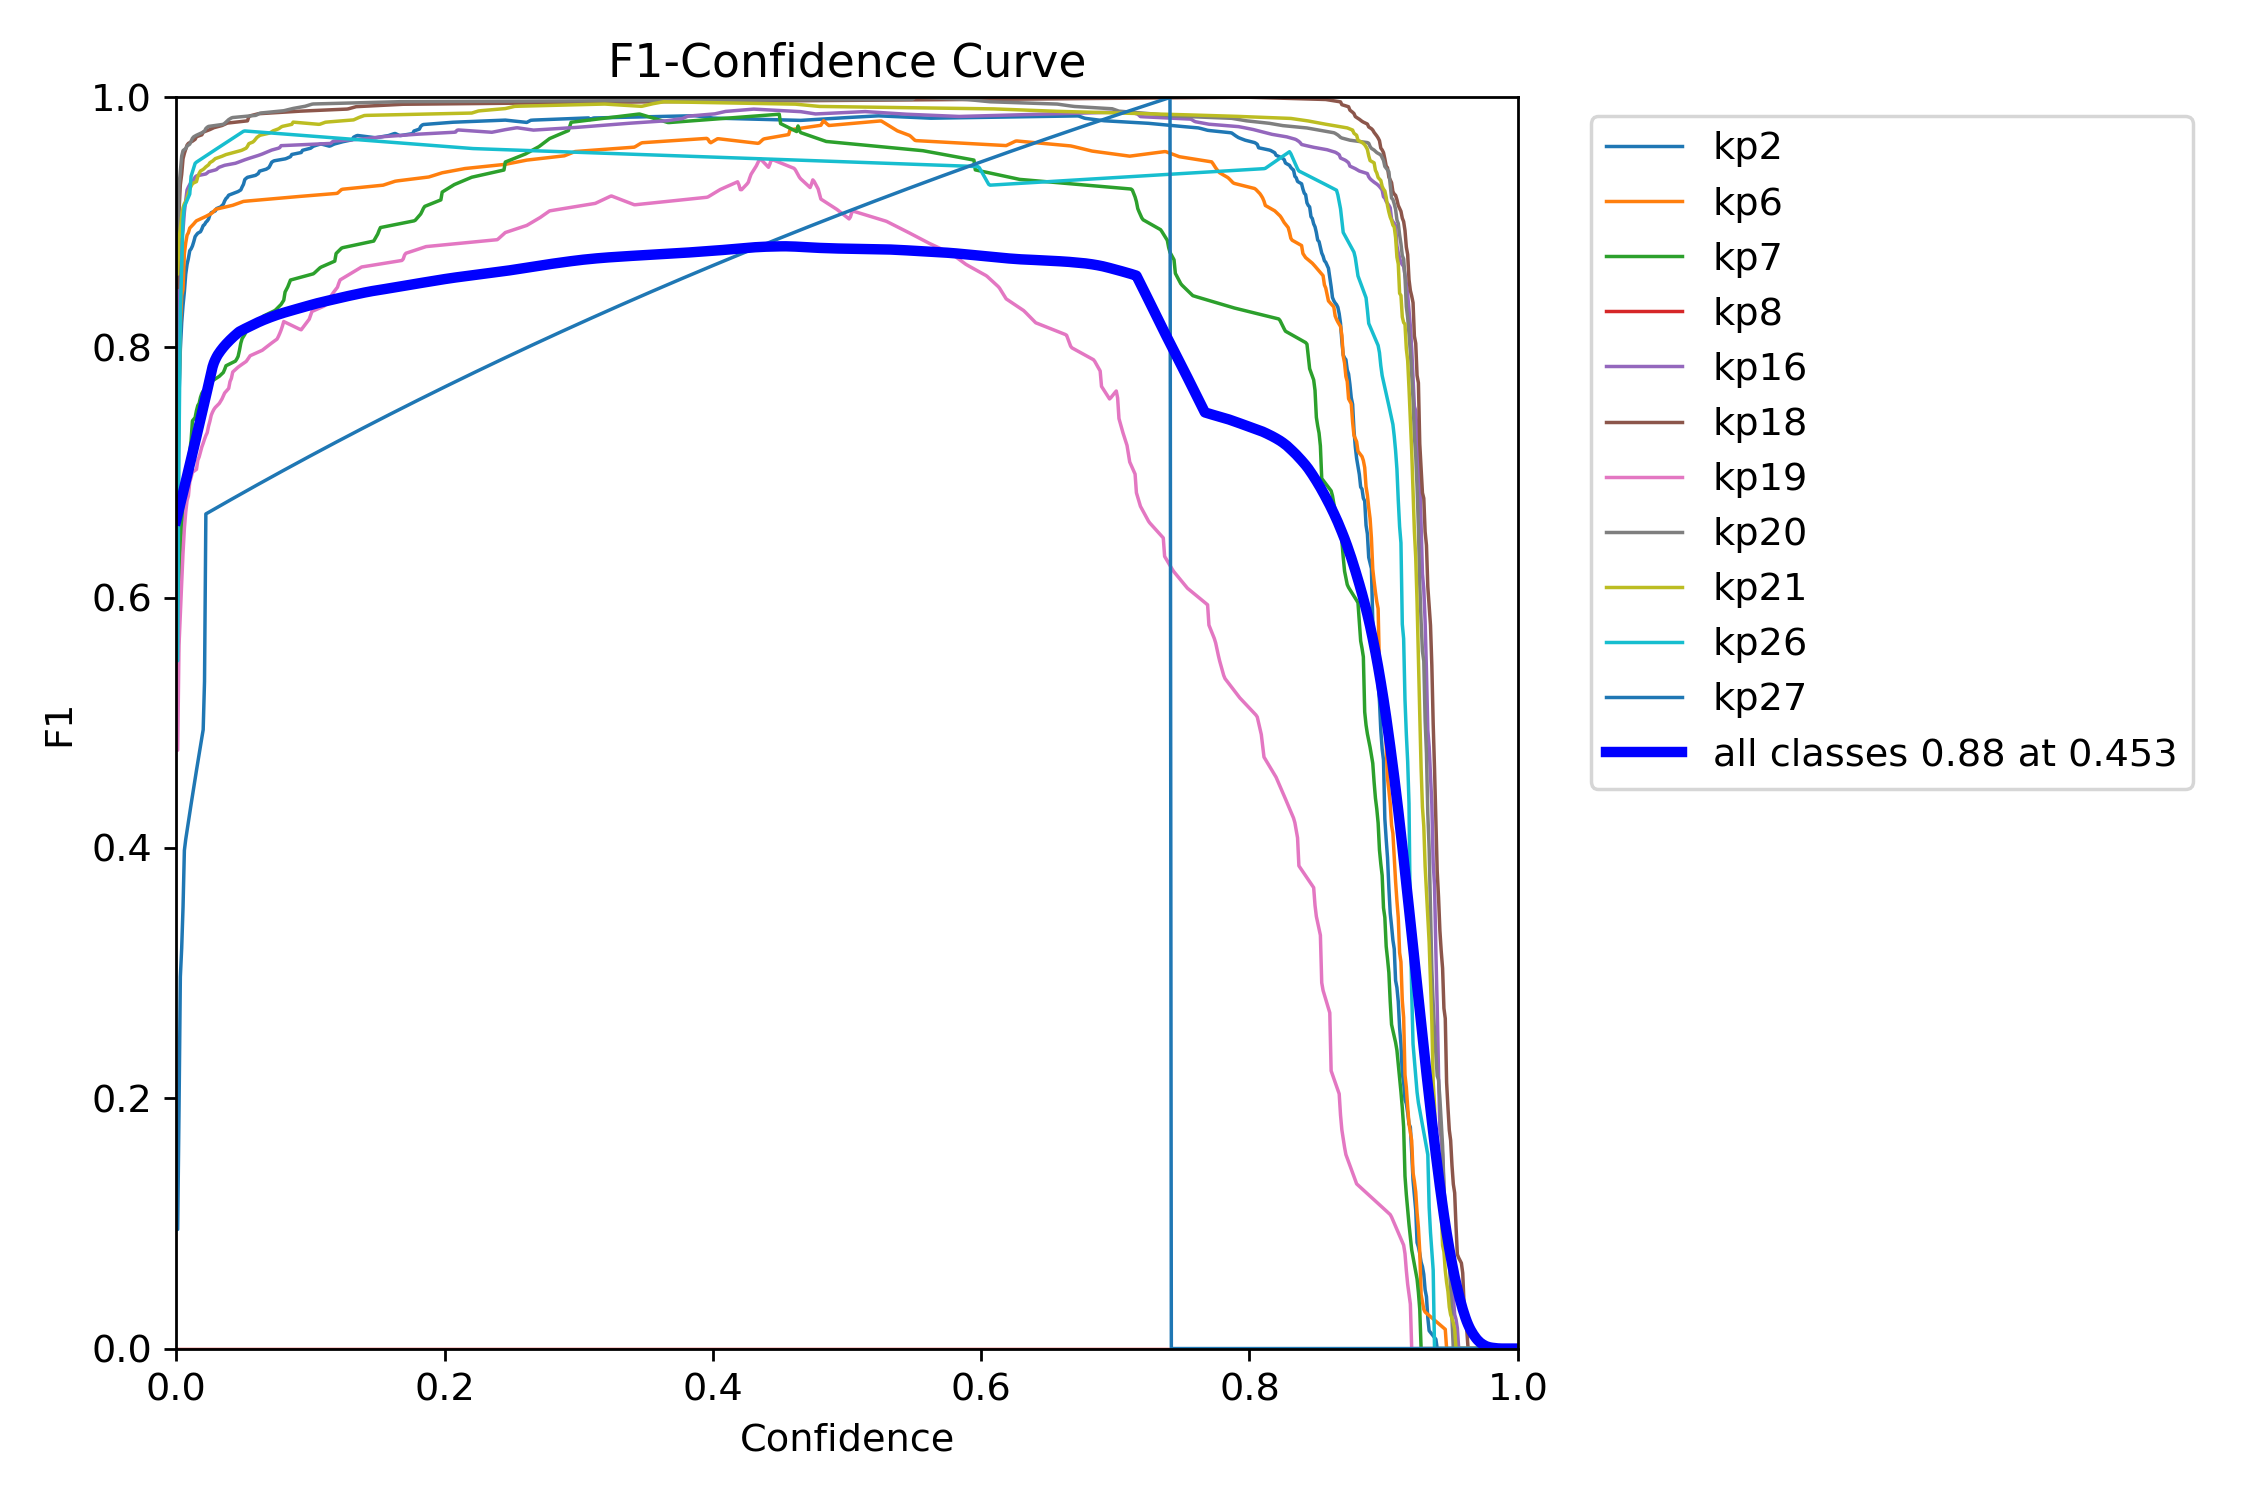 F1-Confidence Curve
1.0
0.8
0.6
0.4
0.2
0.0
F1
0.0 0.2 0.4 0.6 0.8 1.0
Confidence
kp2
kp6
kp7
kp8
kp16
kp18
kp19
kp20
kp21
kp26
kp27
all classes 0.88 at 0.453